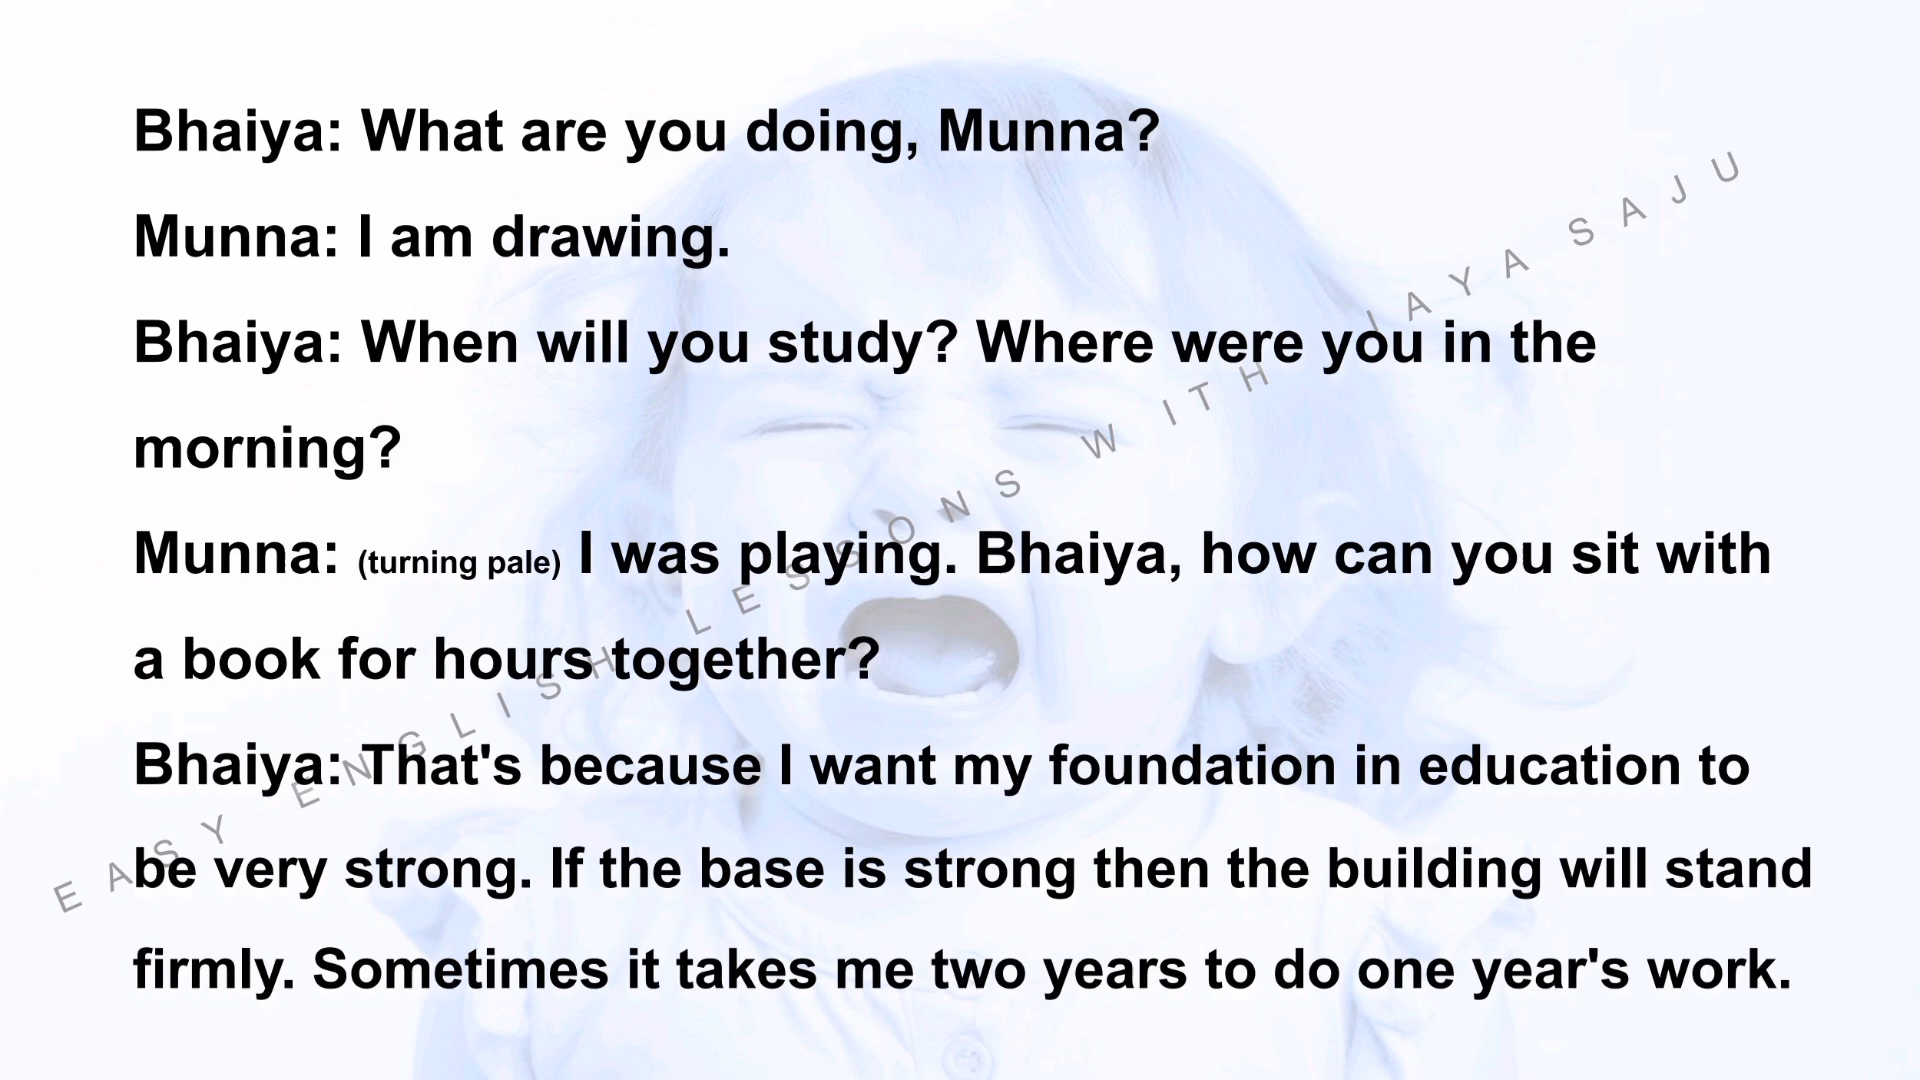 Bhaiya: What are you doing, Munna?
Munna: I am drawing.
Bhaiya: When will you study? Where were you in the
morning?
Munna: (turning pale) I was playing. Bhaiya, how can you sit with
a book for hours together?
Bhaiya: That's because I want my foundation in education to
be very strong. If the base is strong then the building will stand
firmly. Sometimes it takes me two years to do one year's work.
EASY ENGLISH LESSONS WITH JAYA SAJU